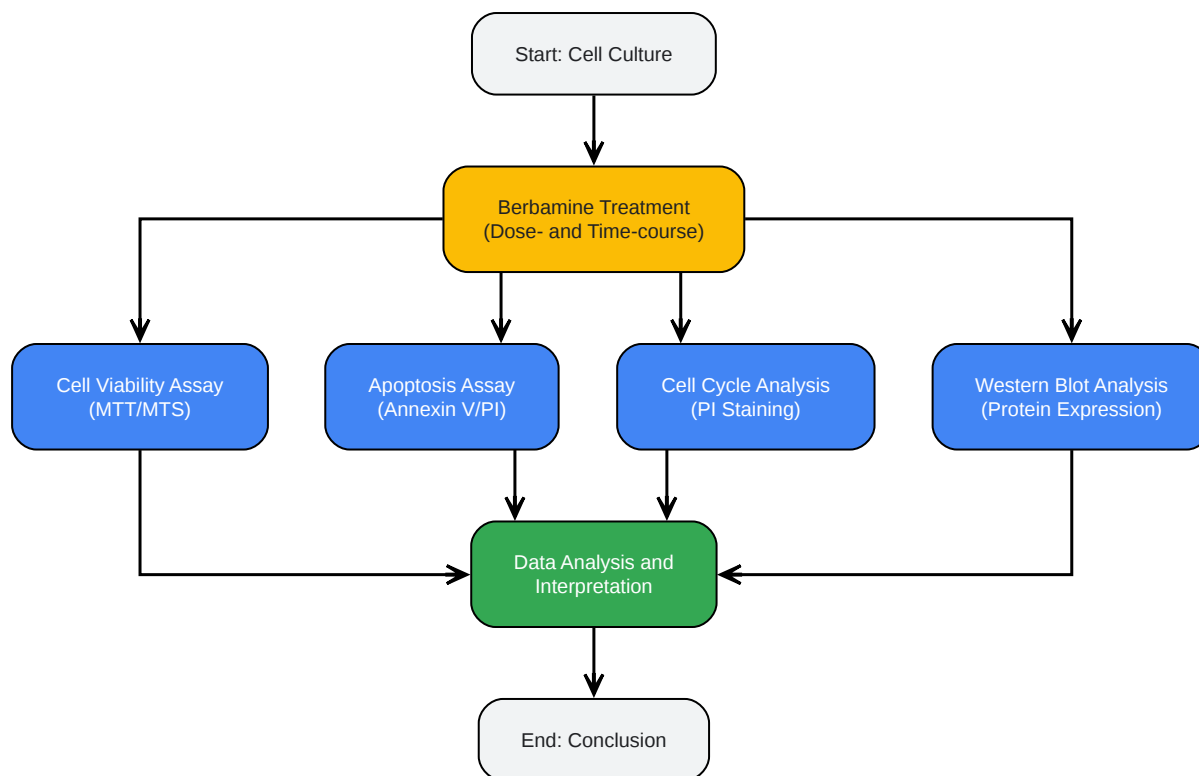 Start: Cell Culture
Berbamine Treatment
(Dose- and Time-course)
Cell Viability Assay
(MTT/MTS)
Apoptosis Assay
(Annexin V/PI)
Cell Cycle Analysis
(PI Staining)
Western Blot Analysis
(Protein Expression)
Data Analysis and
Interpretation
End: Conclusion